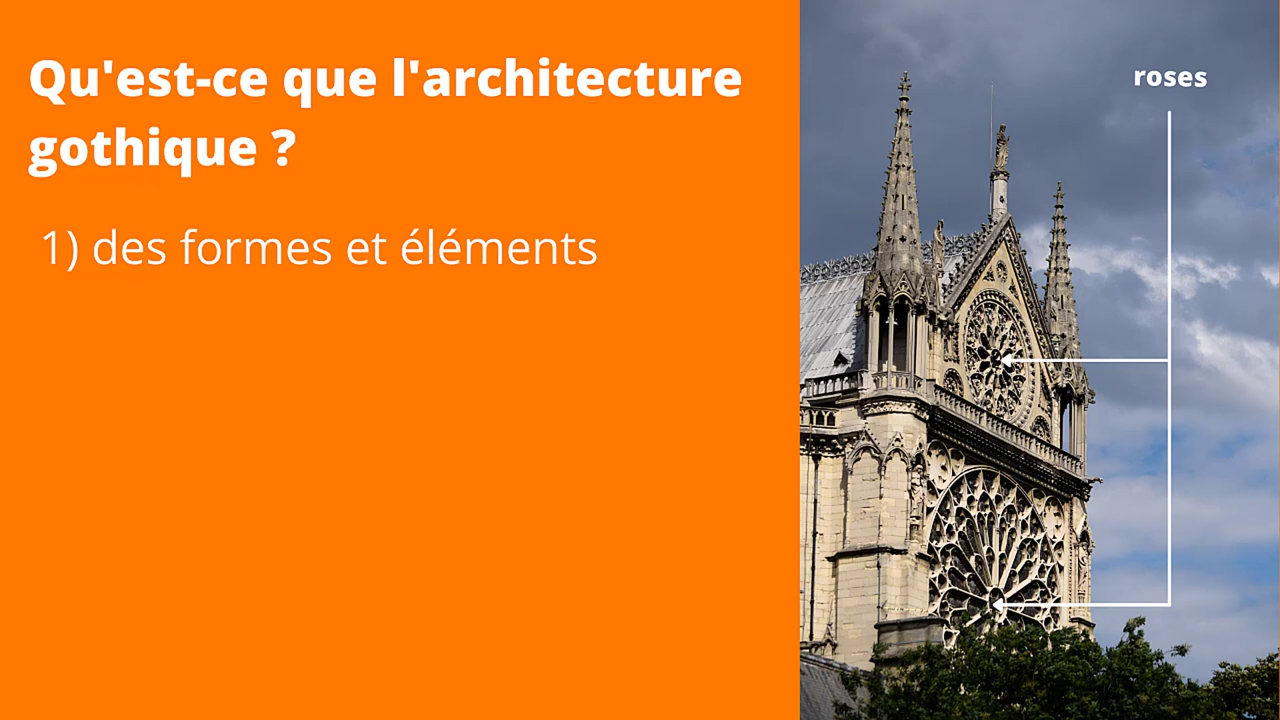 Qu'est-ce que l'architecture
gothique ?
1) des formes et éléments
roses